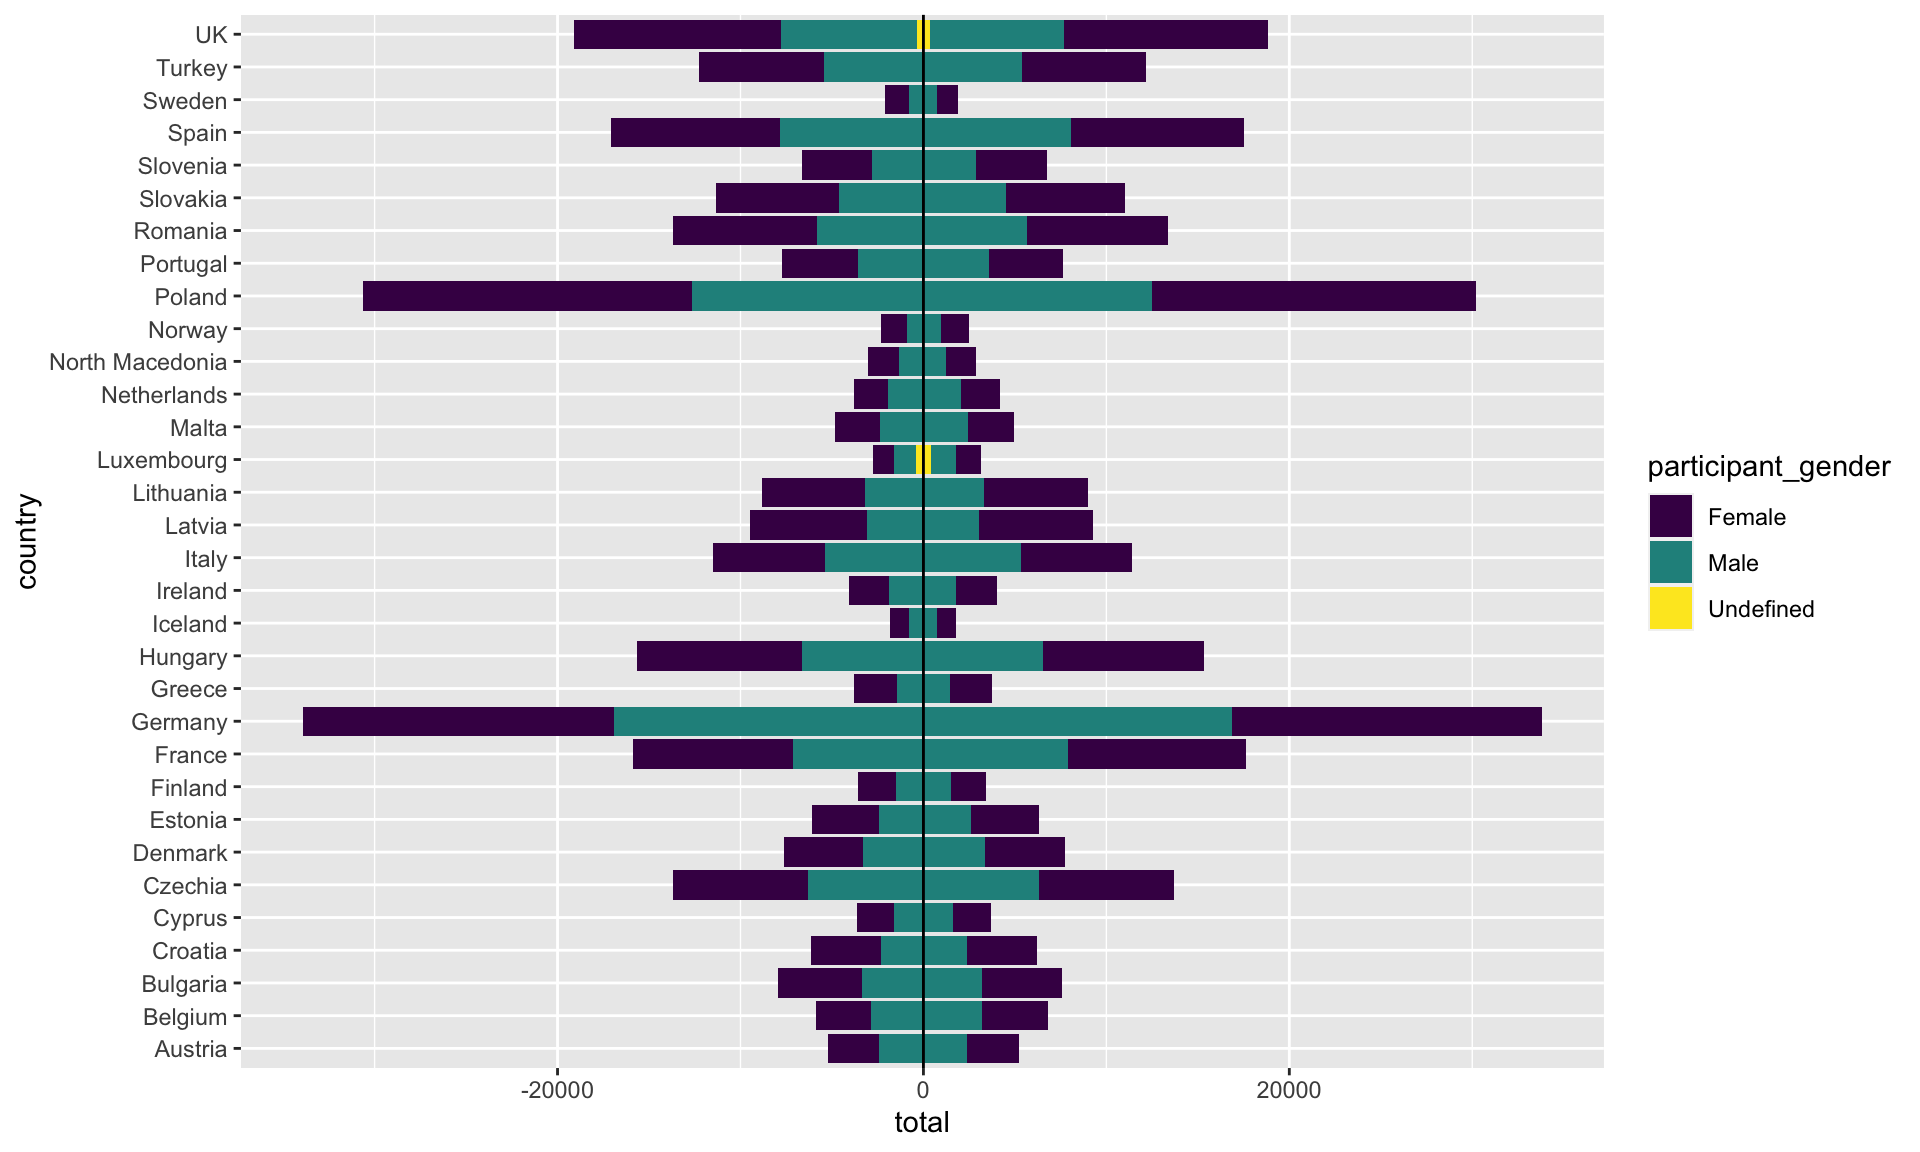 UK
Turkey
Sweden
Spain
Slovenia
Slovakia
Romania
Portugal
Poland
Norway
North Macedonia
Netherlands
Malta
Luxembourg
Lithuania
Latvia
Italy
Ireland
Iceland
Hungary
Greece
Germany
France
Finland
Estonia
Denmark
Czechia
Cyprus
Croatia
Bulgaria
Belgium
Austria
country
-20000 0 20000
total
participant_gender
Female
Male
Undefined